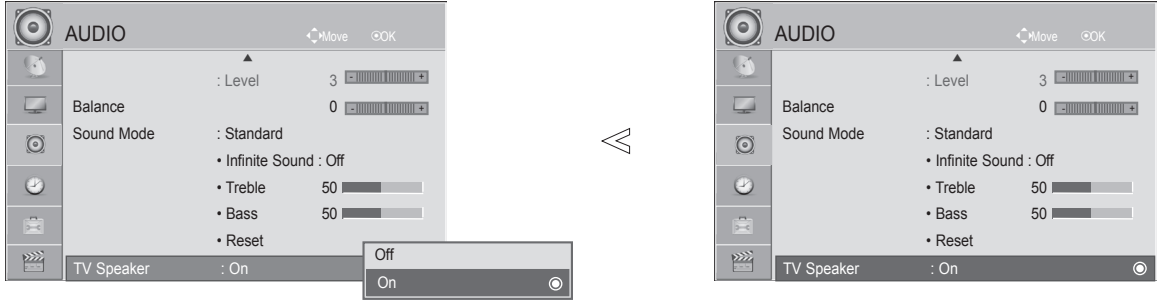 AUDIO
Move OK
: Level 3 - +
Balance 0 - +
Sound Mode : Standard
• Infinite Sound : Off
• Treble 50
• Bass 50
• Reset
TV Speaker : On
Off
On
AUDIO
Move OK
: Level 3 - +
Balance 0 - +
Sound Mode : Standard
• Infinite Sound : Off
• Treble 50
• Bass 50
• Reset
TV Speaker : On